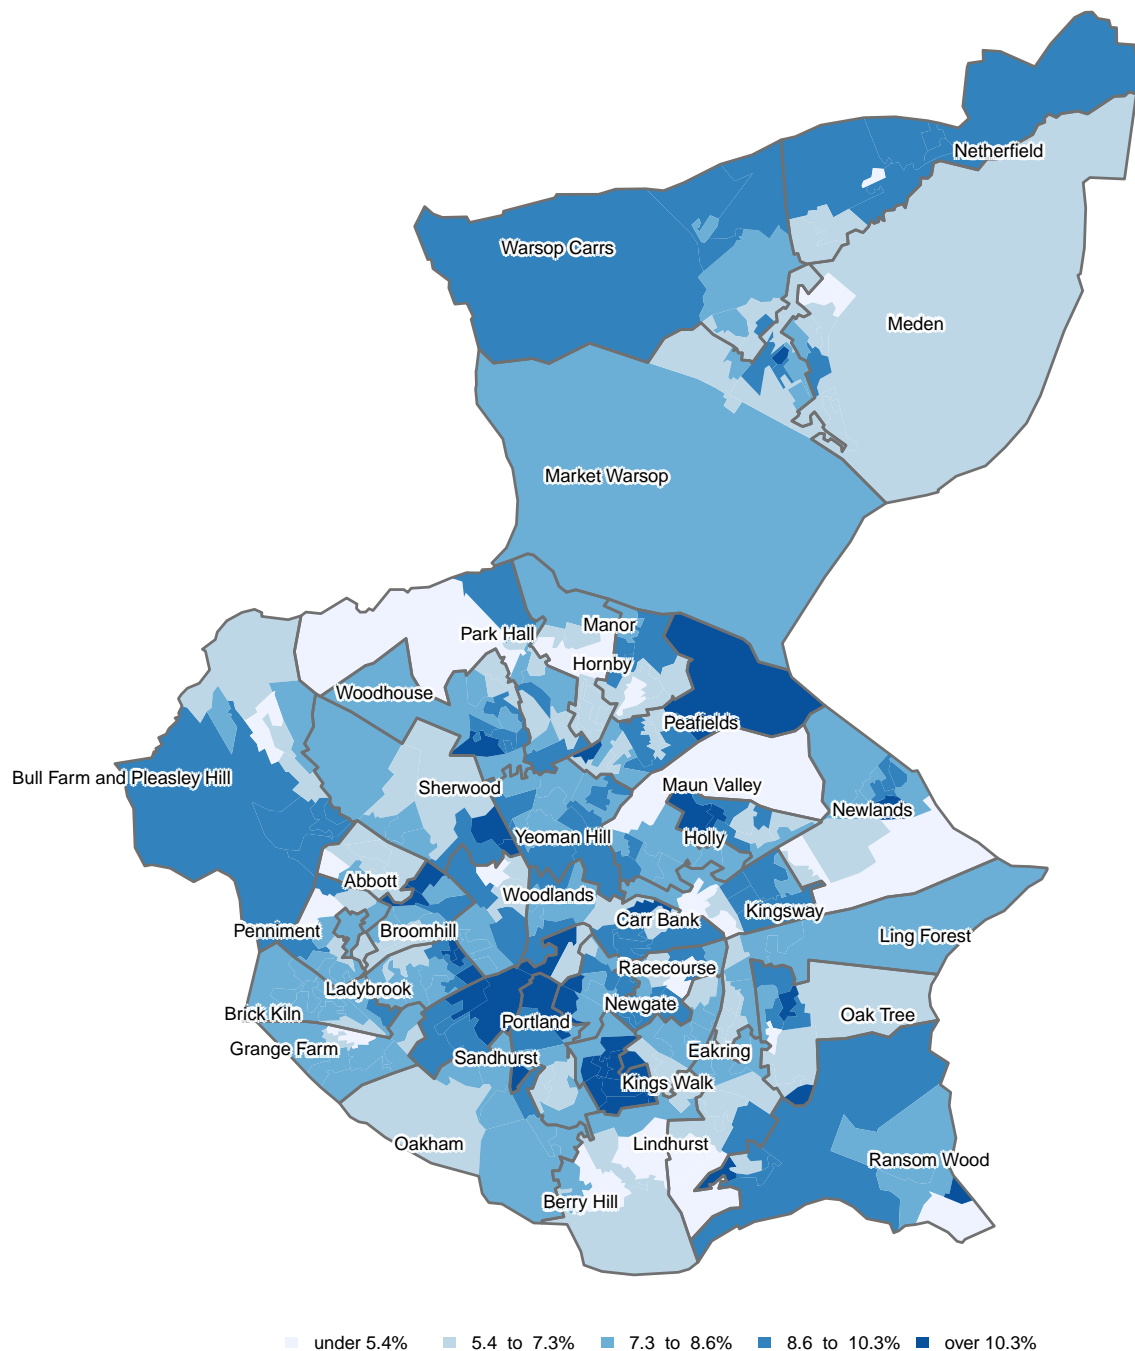 Netherfield
Warsop Carrs
Meden
Market Warsop
Manor
Park Hall
Hornby
Woodhouse
Peafields
Bull Farm and Pleasley Hill
Maun Valley
Sherwood
Newlands
Yeoman Hill
Holly
Abbott
Woodlands
Kingsway
Carr Bank
Penniment
Broomhill
Ling Forest
Racecourse
Ladybrook
Newgate
Brick Kiln
Oak Tree
Portland
Grange Farm
Eakring
Sandhurst
Kings Walk
Oakham
Lindhurst
Ransom Wood
Berry Hill
under 5.4% 5.4 to 7.3% 7.3 to 8.6% 8.6 to 10.3% over 10.3%